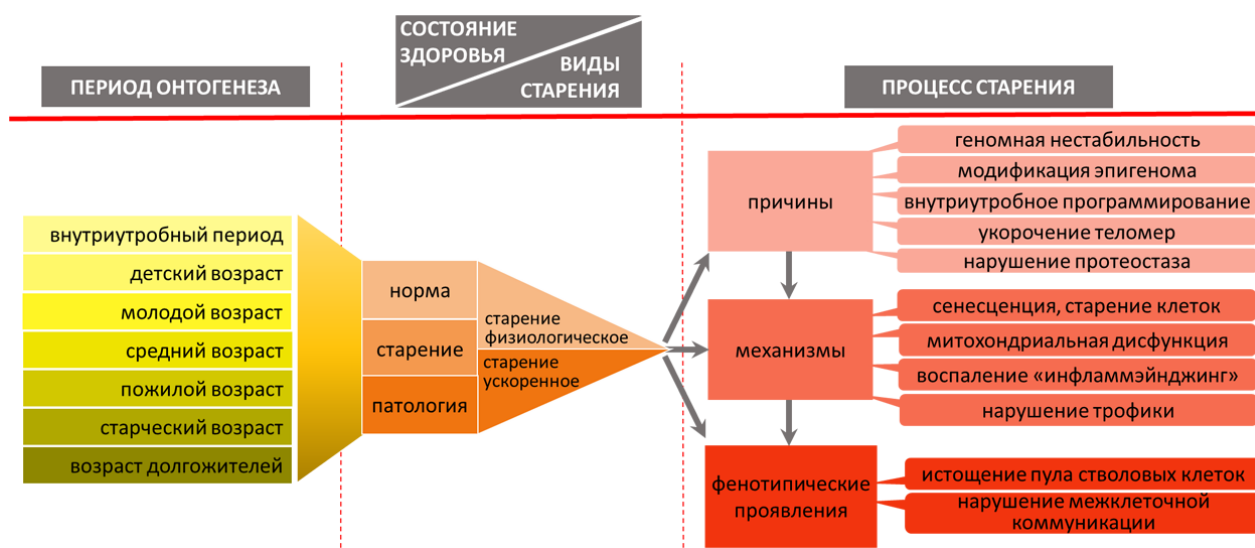 СОСТОЯНИЕ
ЗДОРОВЬЯ
ВИДЫ
СТАРЕНИЯ
ПЕРИОД ОНТОГЕНЕЗА
ПРОЦЕСС СТАРЕНИЯ
внутриутробный период
детский возраст
молодой возраст
средний возраст
пожилой возраст
старческий возраст
возраст долгожителей
норма
старение
патология
старение
физиологическое
старение
ускоренное
причины
геномная нестабильность
модификация эпигенома
внутриутробное программирование
укорочение теломер
нарушение протеостаза
механизмы
сенесценция, старение клеток
митохондриальная дисфункция
воспаление «инфламмэйнджинг»
нарушение трофики
фенотипические
проявления
истощение пула стволовых клеток
нарушение межклеточной
коммуникации